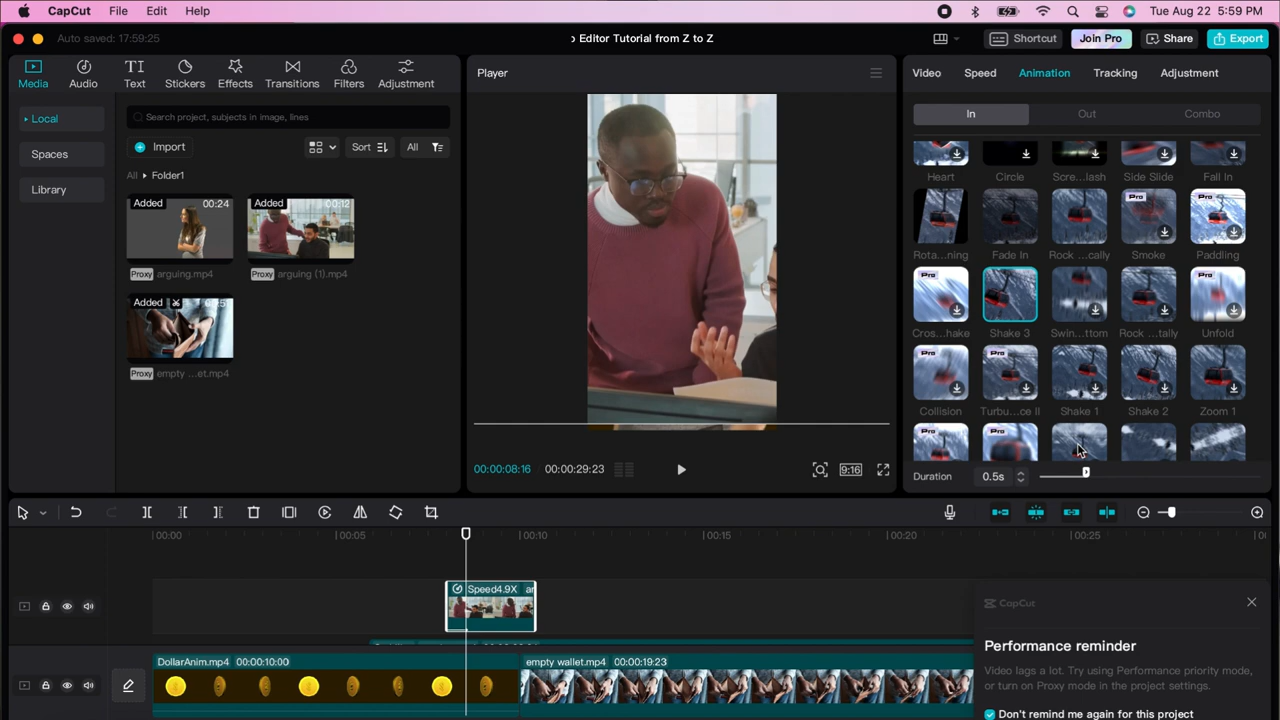 CapCut File Edit Help Tue Aug 22 5:59 PM
Auto saved: 17:59:25 Editor Tutorial from Z to Z Shortcut Join Pro Share Export
Media Audio Text Stickers Effects Transitions Filters Adjustment
Player
Video Speed Animation Tracking Adjustment
Local
Spaces
Library
Search project, subjects in image, lines
Import Sort All
All Folder1
Added 00:24
Added 00:12
Proxy arguing.mp4
Proxy arguing (1).mp4
Added
Proxy empty ...et.mp4
00:00:08:16 00:00:29:23 9:16
In Out Combo
Heart Circle Scre...lash Side Slide Fall In
Pro
Rota...ning Fade In Rock ...cally Smoke Paddling
Pro Pro
Cros...hake Shake 3 Swin...ttom Rock ...tally Unfold
Pro Pro
Collision Turbu...ce II Shake 1 Shake 2 Zoom 1
Pro Pro
Duration 0.5s
00:00 00:05 00:10 00:15 00:20 00:25
Speed4.9X
DollarAnim.mp4 00:00:10:00
empty wallet.mp4 00:00:19:23
CapCut
Performance reminder
Video lags a lot. Try using Performance priority mode,
or turn on Proxy mode in the project settings.
Don't remind me again for this project